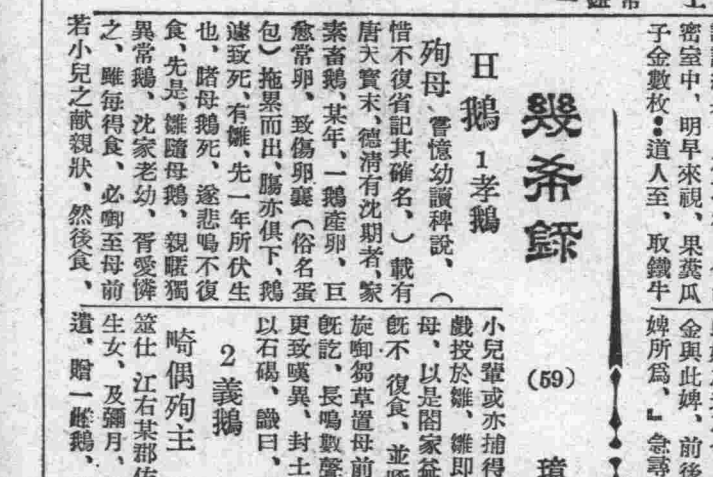 密室中、明早來視、果糞瓜
子金數枚：道人至、取鐵牛
金與此婢、前後
婢所爲、』急尋
幾希錄
(59)
H鵝 1孝鵝
殉母、嘗憶幼讀稗說、(
惜不復省記其確名、)載有
唐天寶末、德清有沈期者、家
素畜鵝、某年、一鵝產卵、巨
愈常卵、致傷卵襄(俗名蛋
包)拖累而出、膓亦俱下、鵝
遽致死、有雛、先一年所伏生
也、睹母鵝死、遂悲鳴不復
食、先是、雛隨母鵝、親暱獨
異常鵝、沈家老幼、胥愛憐
之、雖每得食、必啣至母前
若小兒之献親狀、然後食、
小兒輩或亦捕得
戲投於雛、雛即
母、以是閤家益
旣不 復食、並
旋啣芻草置母前
旣訖、長鳴數聲
更致嘆異、封土
以石碣、識曰、
2義鵝
畸偶殉主
筮仕 江右某郡佐
生女、及彌月、
遺、贈一雌鵝、